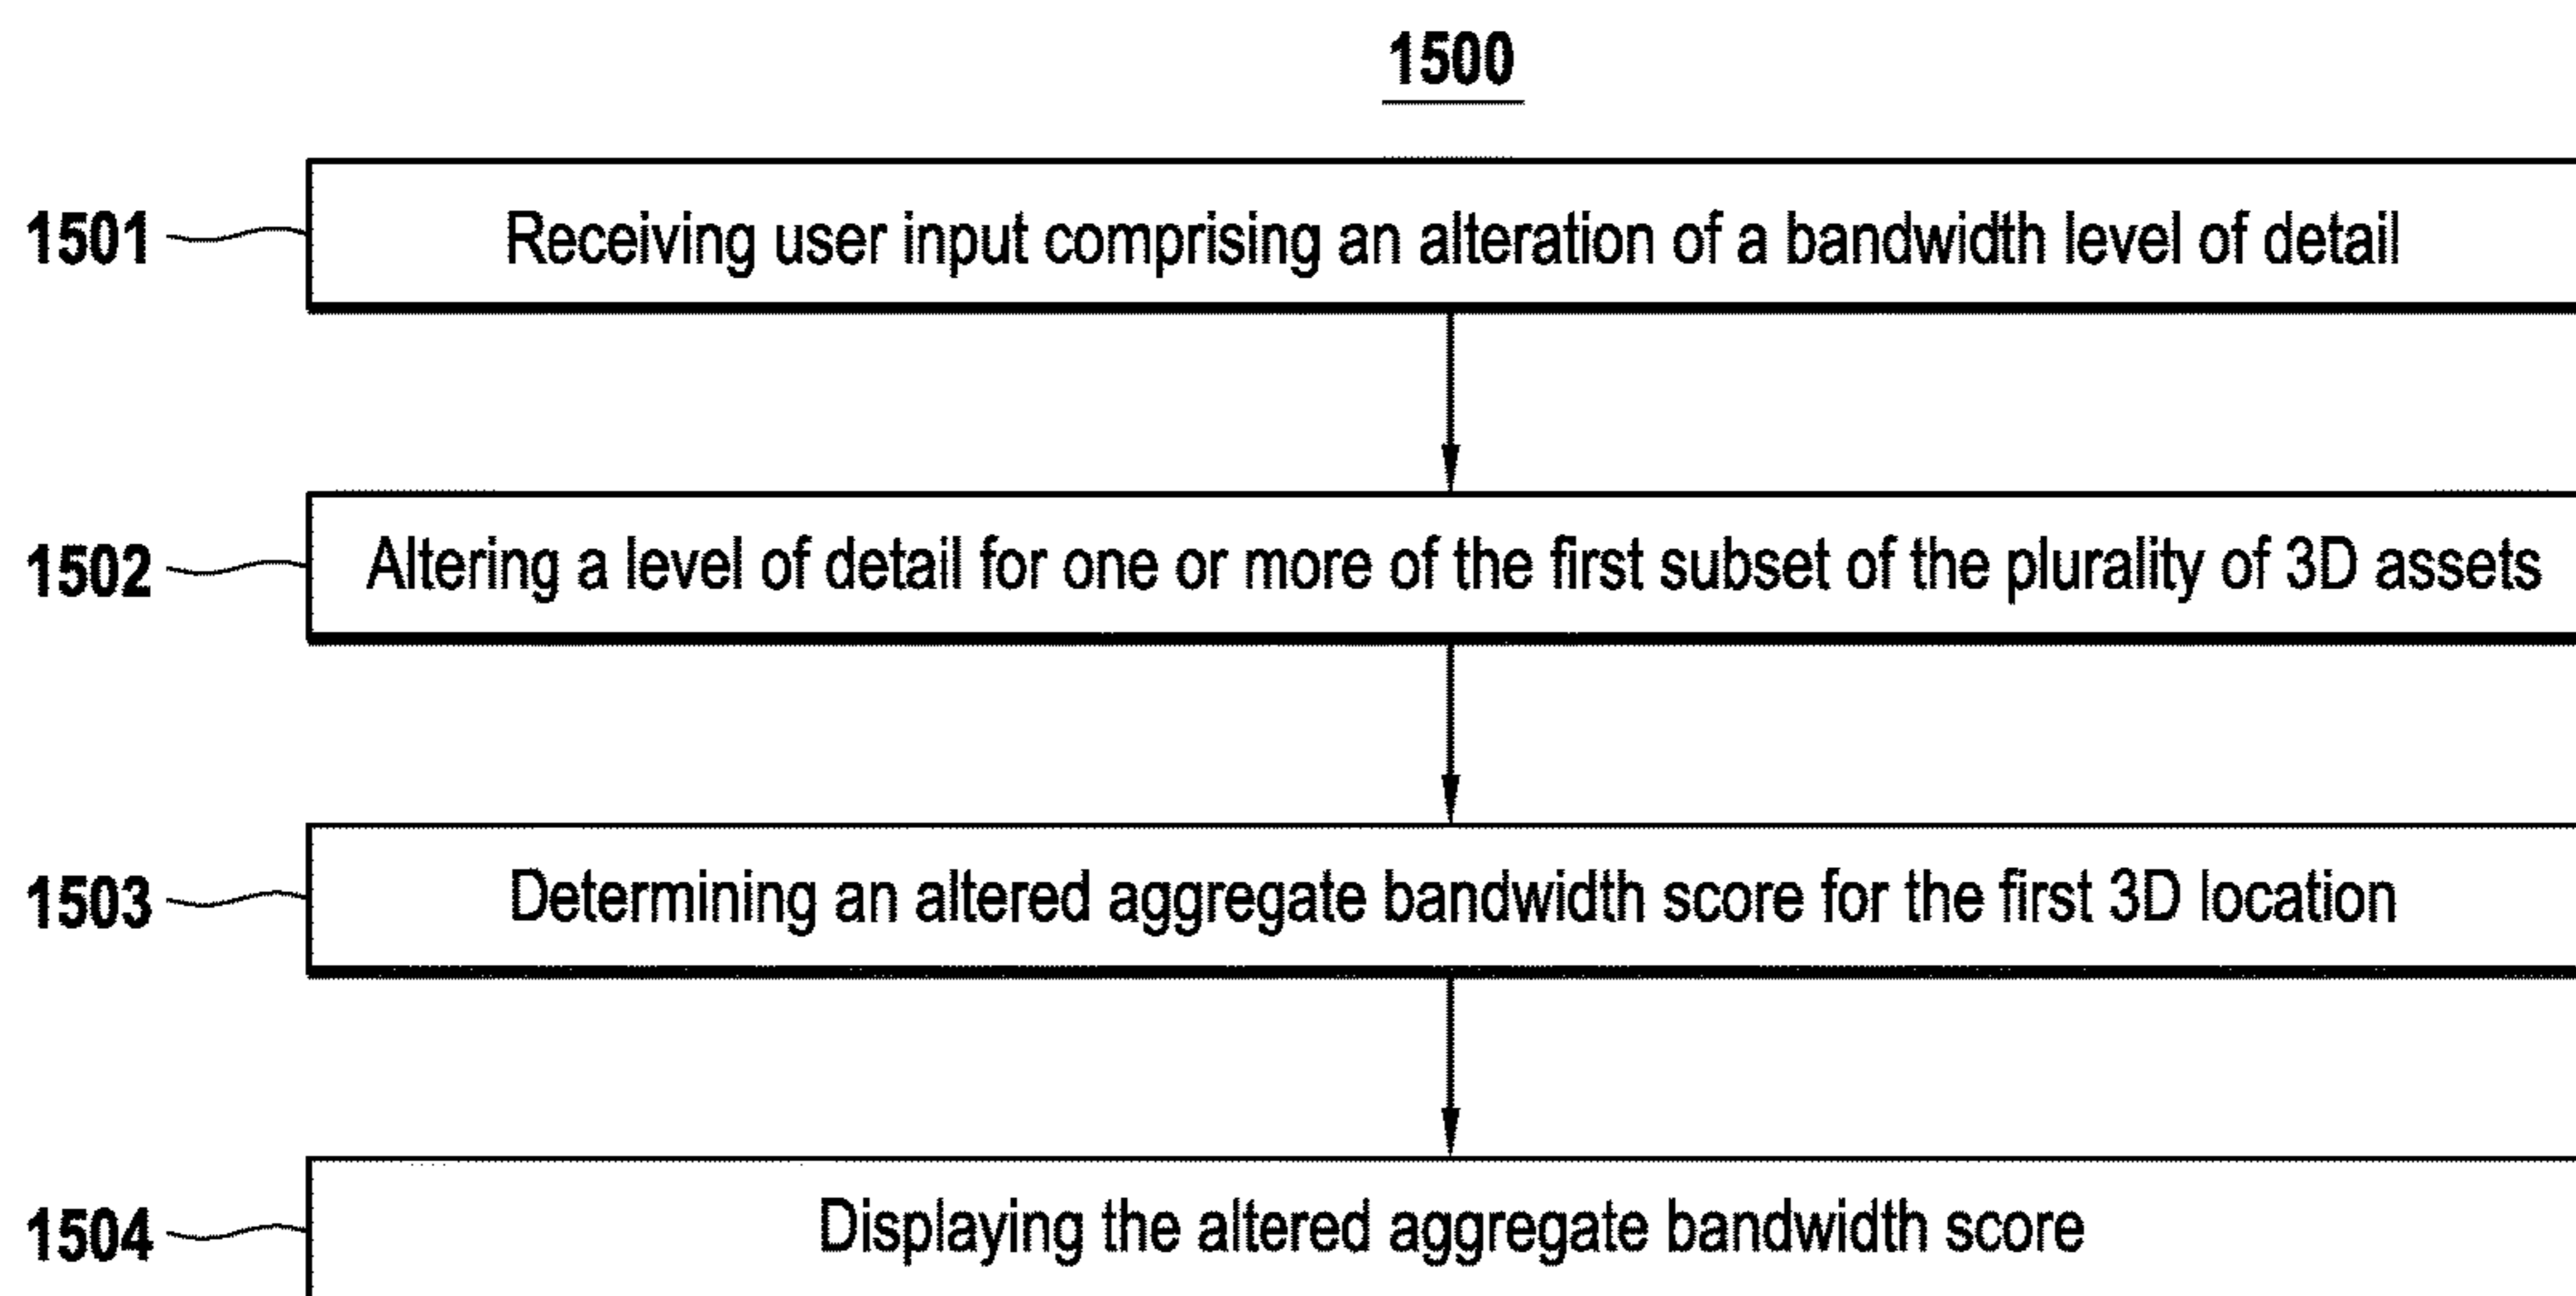 1500
1501 Receiving user input comprising an alteration of a bandwidth level of detail
1502 Altering a level of detail for one or more of the first subset of the plurality of 3D assets
1503 Determining an altered aggregate bandwidth score for the first 3D location
1504 Displaying the altered aggregate bandwidth score